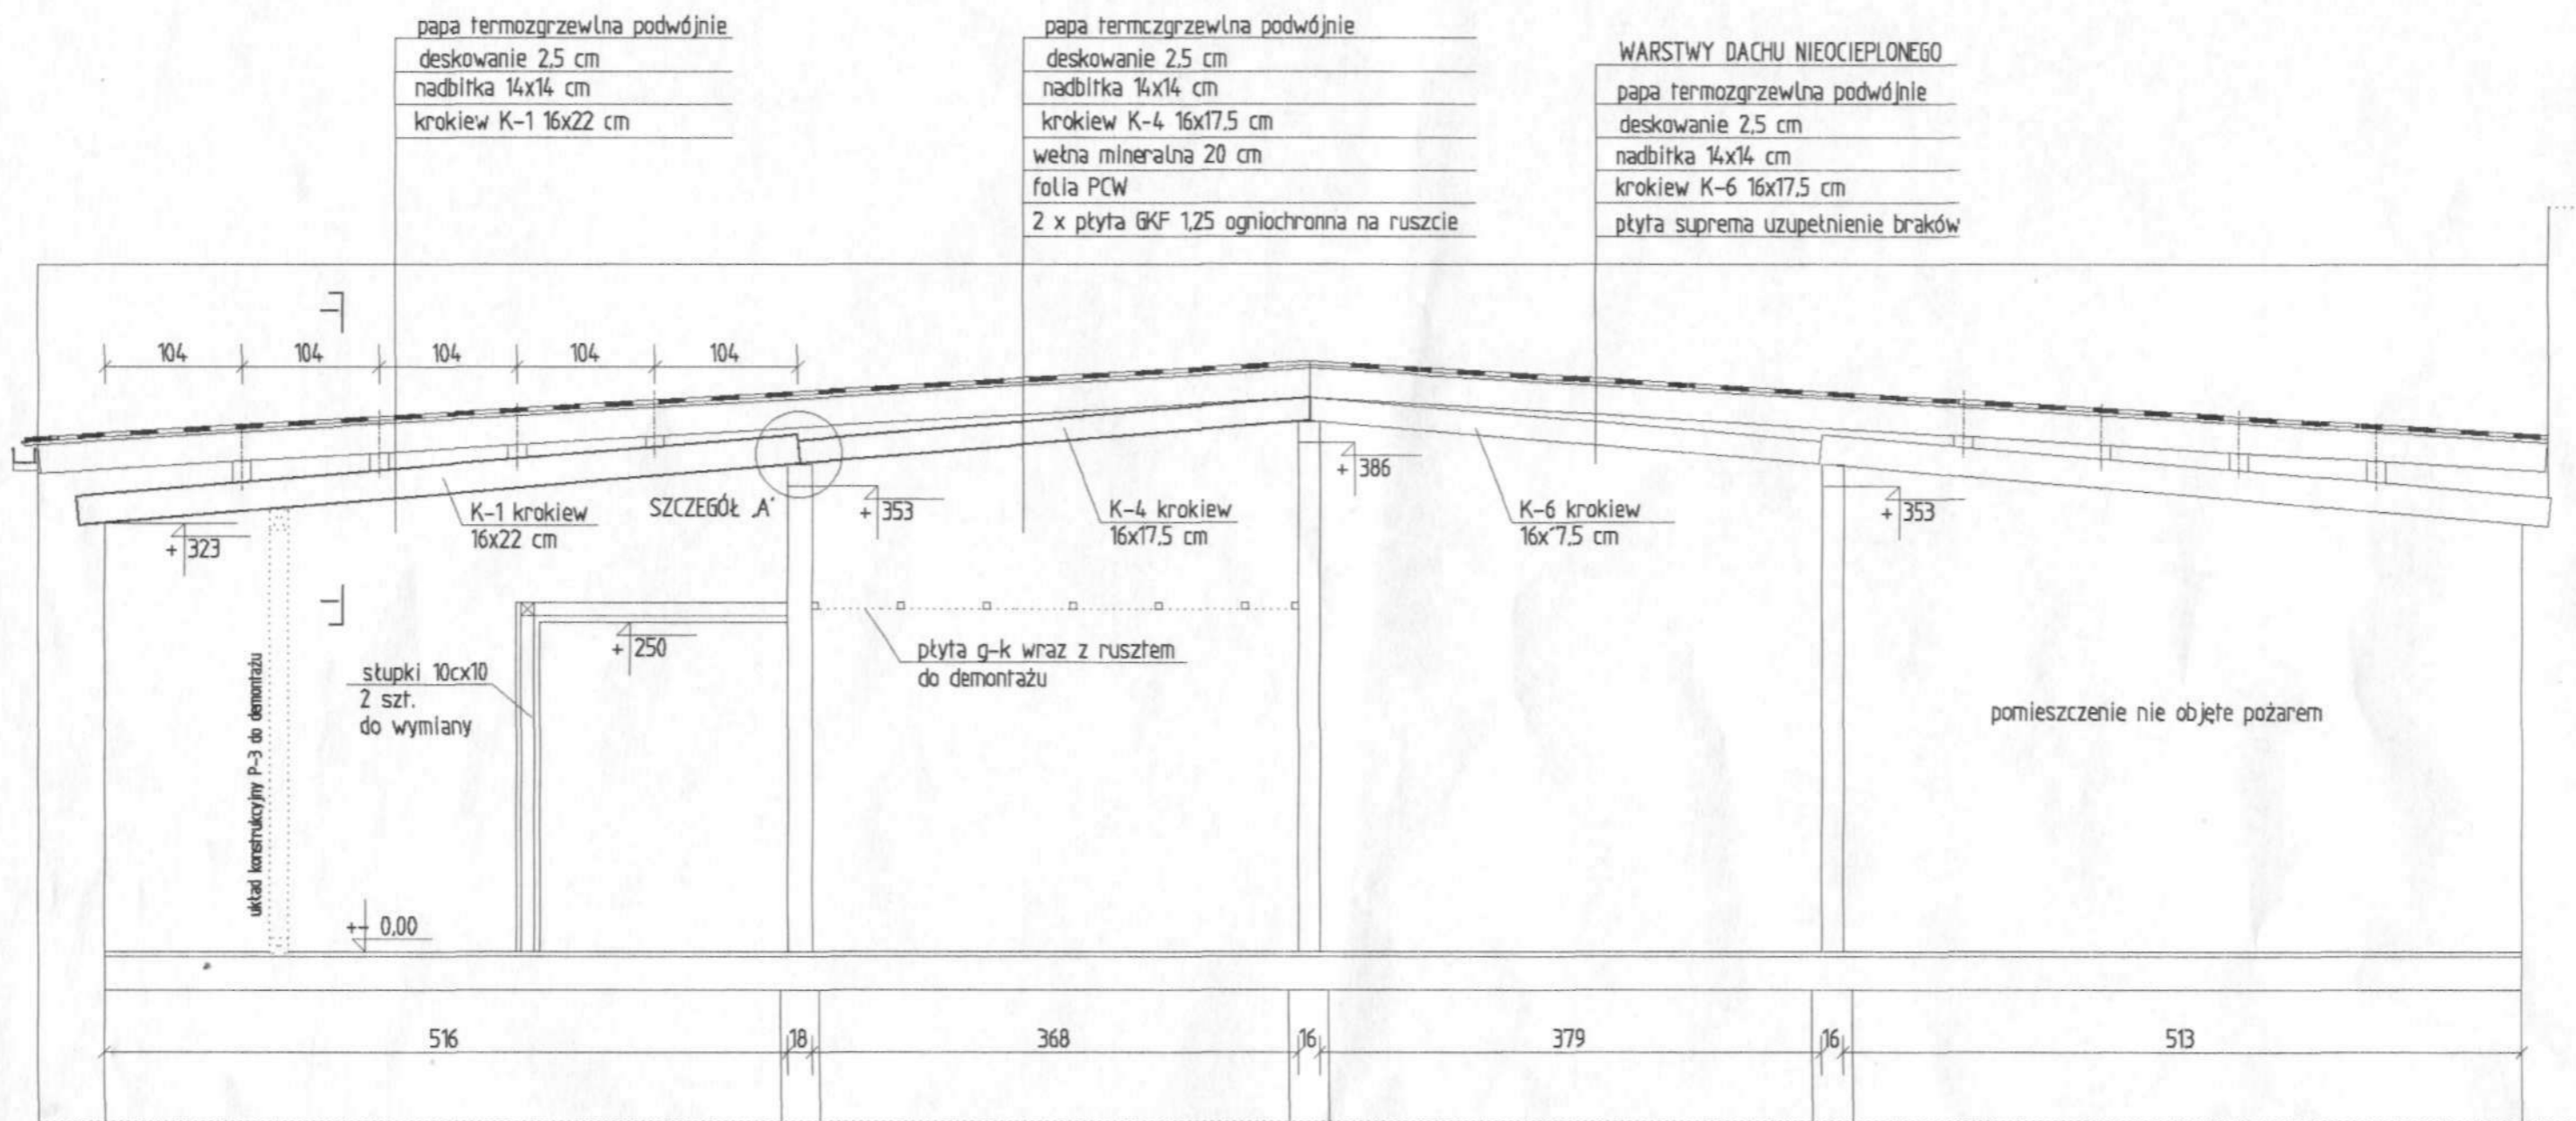 papa termozgrzewlna podwójnie
deskowanie 2,5 cm
nadbitka 14x14 cm
krokiew K-1 16x22 cm
papa termczgrzewlna podwójnie
deskowanie 2,5 cm
nadbitka 14x14 cm
krokiew K-4 16x17,5 cm
wełna mineralna 20 cm
folia PCW
2 x płyta GKF 1,25 ogniochronna na ruszcie
WARSTWY DACHU NIEOCIEPLONEGO
papa termozgrzewlna podwójnie
deskowanie 2,5 cm
nadbitka 14x14 cm
krokiew K-6 16x17,5 cm
płyta suprema uzupełnienie braków
104 104 104 104 104
I
K-1 krokiew
16x22 cm
SZCZEGÓŁ „A"
+ 323
+ 353
K-4 krokiew
16x17,5 cm
+ 386
K-6 krokiew
16x17,5 cm
+ 353
I
+ 250
słupki 10cx10
2 szt.
do wymiany
płyta g-k wraz z rusztem
do demontażu
układ konstrukcyjny P-3 do demontażu
pomieszczenie nie objęte pożarem
+- 0,00
516 18 368 16 379 16 513